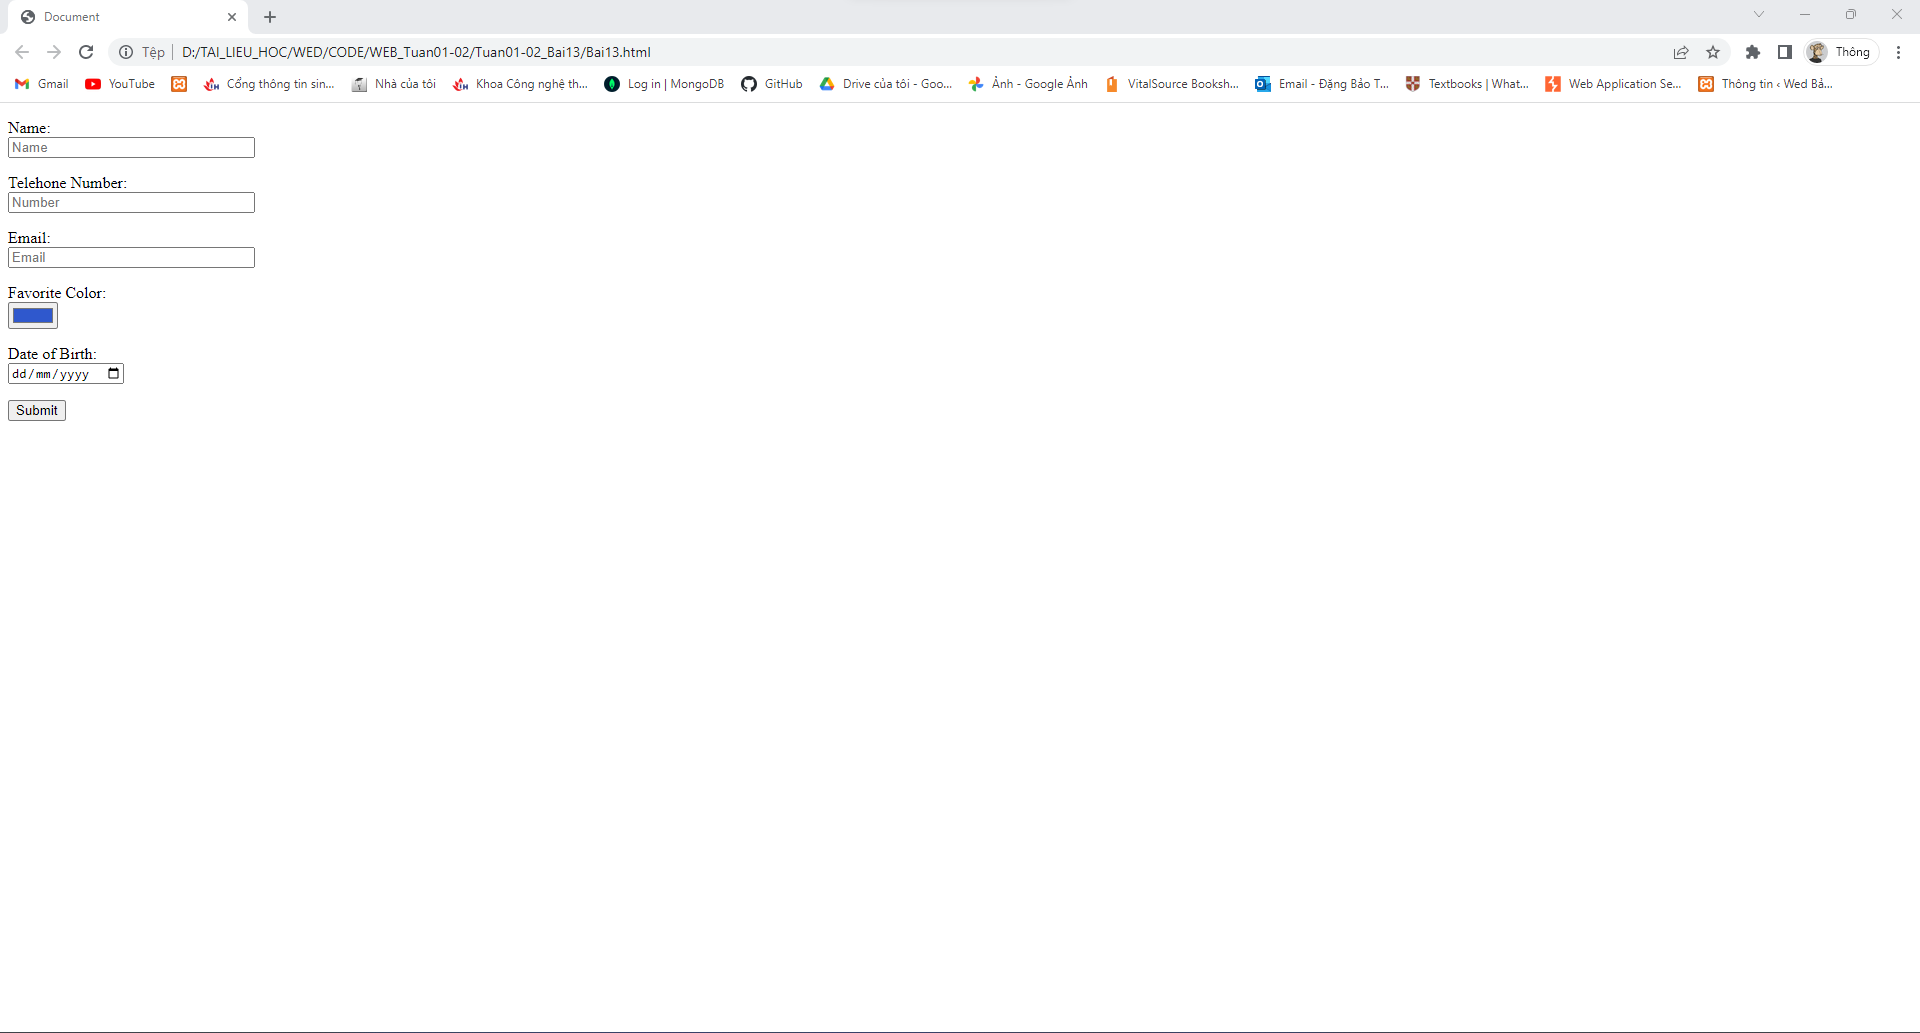 Document
Tệp D:/TAI_LIEU_HOC/WED/CODE/WEB_Tuan01-02/Tuan01-02_Bai13/Bai13.html Thông
Gmail YouTube Cổng thông tin sin... Nhà của tôi Khoa Công nghệ th... Log in | MongoDB GitHub Drive của tôi - Goo... Ảnh - Google Ảnh VitalSource Booksh... Email - Đặng Bảo T... Textbooks | What... Web Application Se... Thông tin ‹ Wed Bả...
Name:
Name
Telehone Number:
Number
Email:
Email
Favorite Color:
Date of Birth:
dd/mm/yyyy
Submit